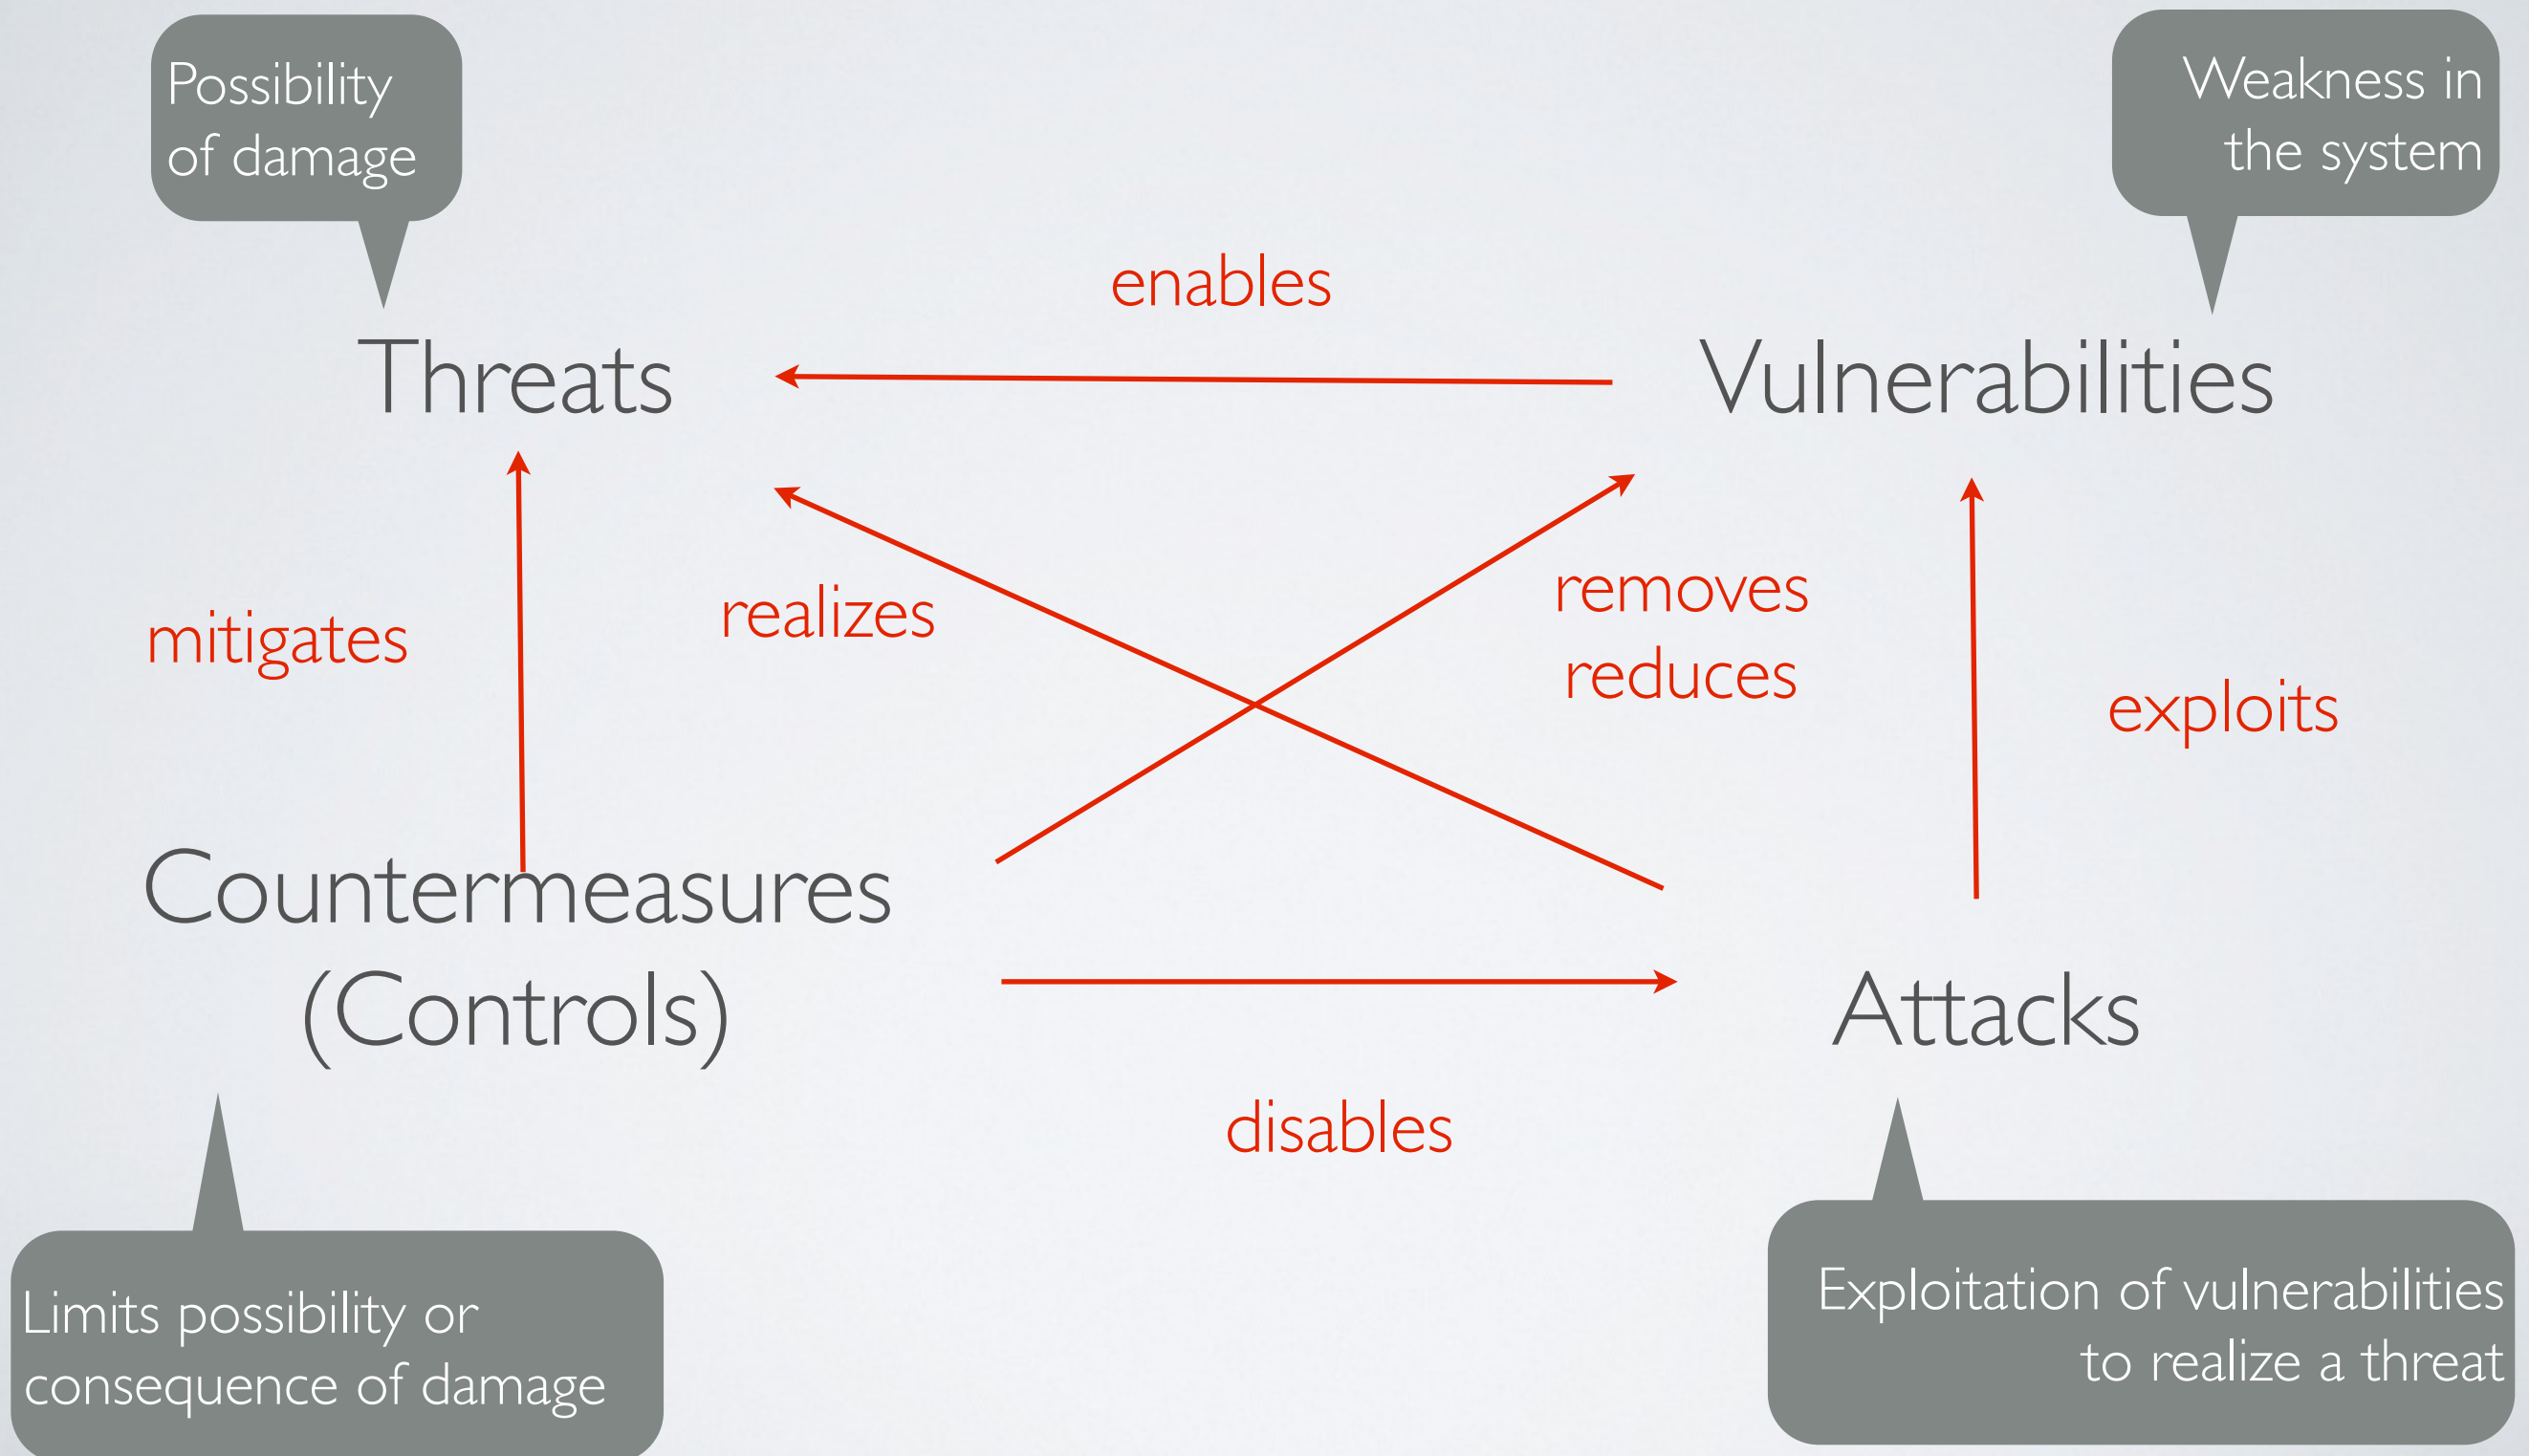 Possibility
of damage
Weakness in
the system
enables
Threats
Vulnerabilities
mitigates
realizes
removes
reduces
exploits
Countermeasures
(Controls)
Attacks
disables
Limits possibility or
consequence of damage
Exploitation of vulnerabilities
to realize a threat